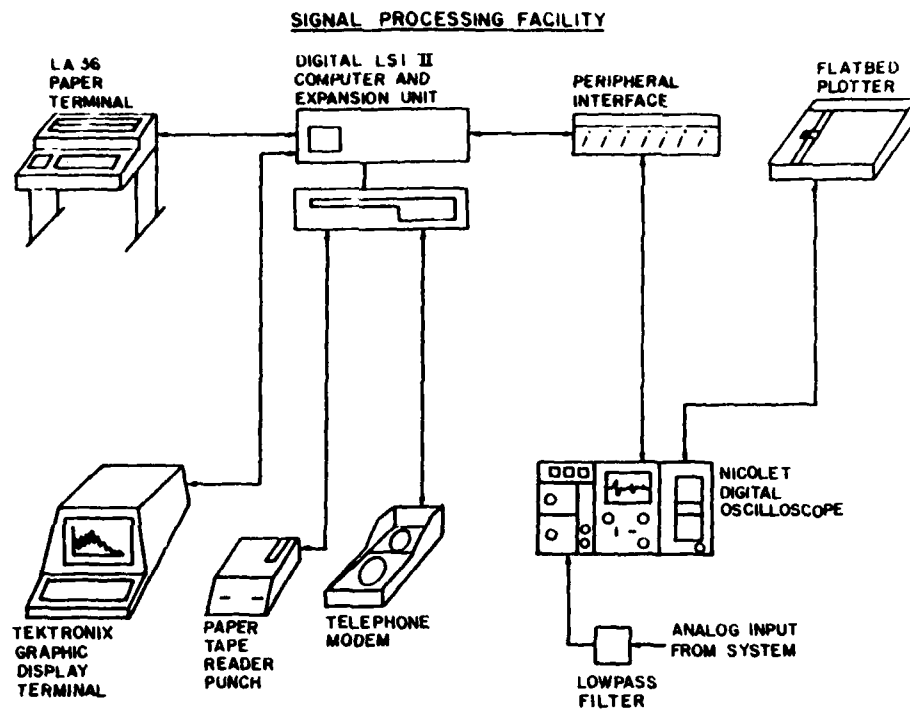 SIGNAL PROCESSING FACILITY
LA 36
PAPER
TERMINAL
DIGITAL LSI II
COMPUTER AND
EXPANSION UNIT
PERIPHERAL
INTERFACE
FLATBED
PLOTTER
NICOLET
DIGITAL
OSCILLOSCOPE
TEKTRONIX
GRAPHIC
DISPLAY
TERMINAL
PAPER
TAPE
READER
PUNCH
TELEPHONE
MODEM
ANALOG INPUT
FROM SYSTEM
LOWPASS
FILTER